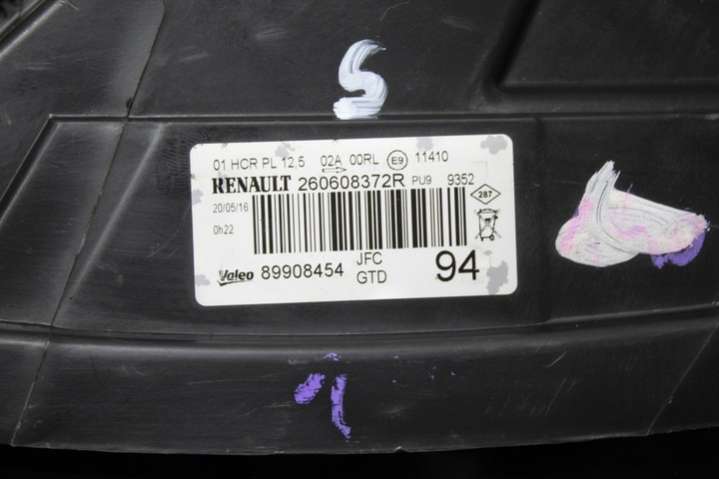 S
01 HCR PL 12.5 02A 00RL E9 11410
RENAULT 260608372R PU9 9352
20/05/16
0h22
287
Valeo 89908454 JFC GTD 94